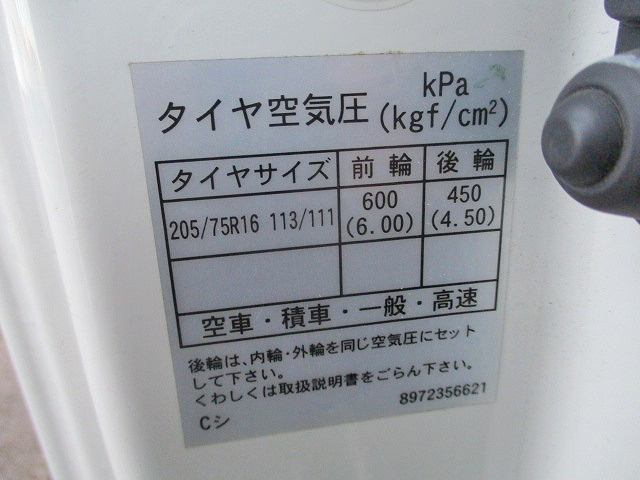 タイヤ空気圧 kPa (kgf/cm²)
タイヤサイズ 前輪 後輪
205/75R16 113/111 600 (6.00) 450 (4.50)
空車・積車・一般・高速
後輪は、内輪・外輪を同じ空気圧にセット
して下さい。
くわしくは取扱説明書をごらん下さい。
Cシ 8972356621